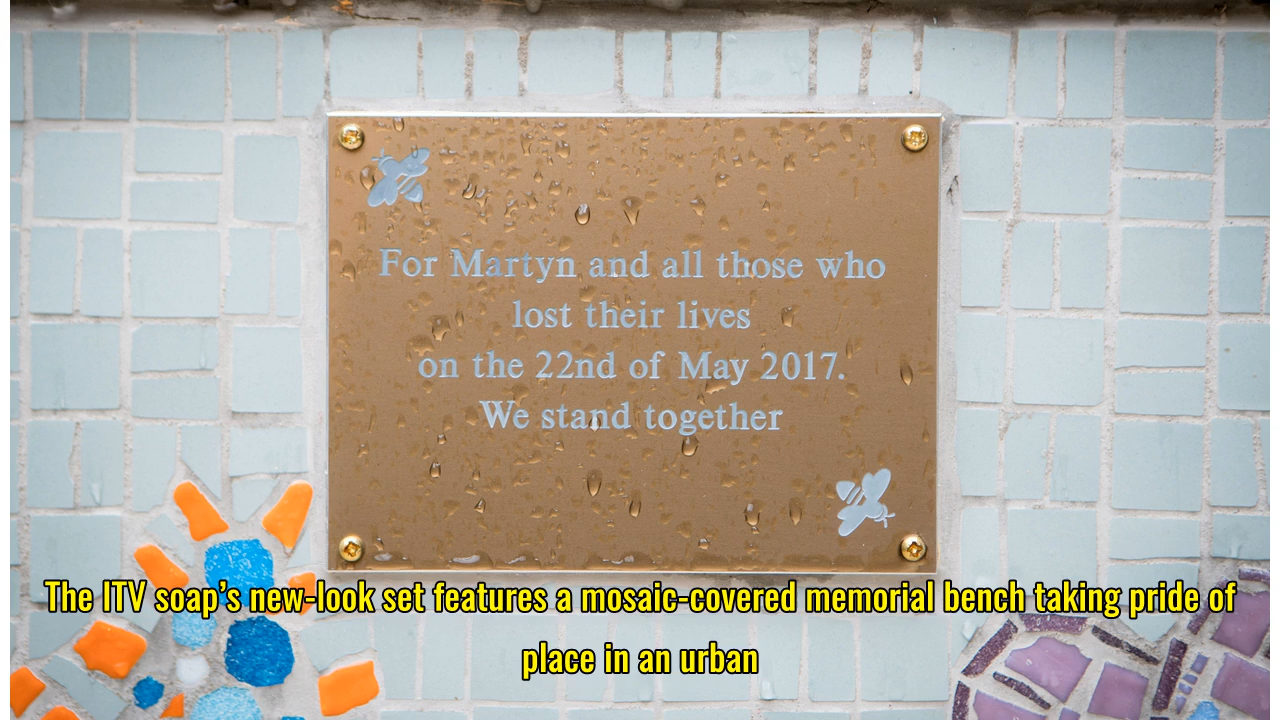 For Martyn and all those who
lost their lives
on the 22nd of May 2017.
We stand together
The ITV soap’s new-look set features a mosaic-covered memorial bench taking pride of
place in an urban